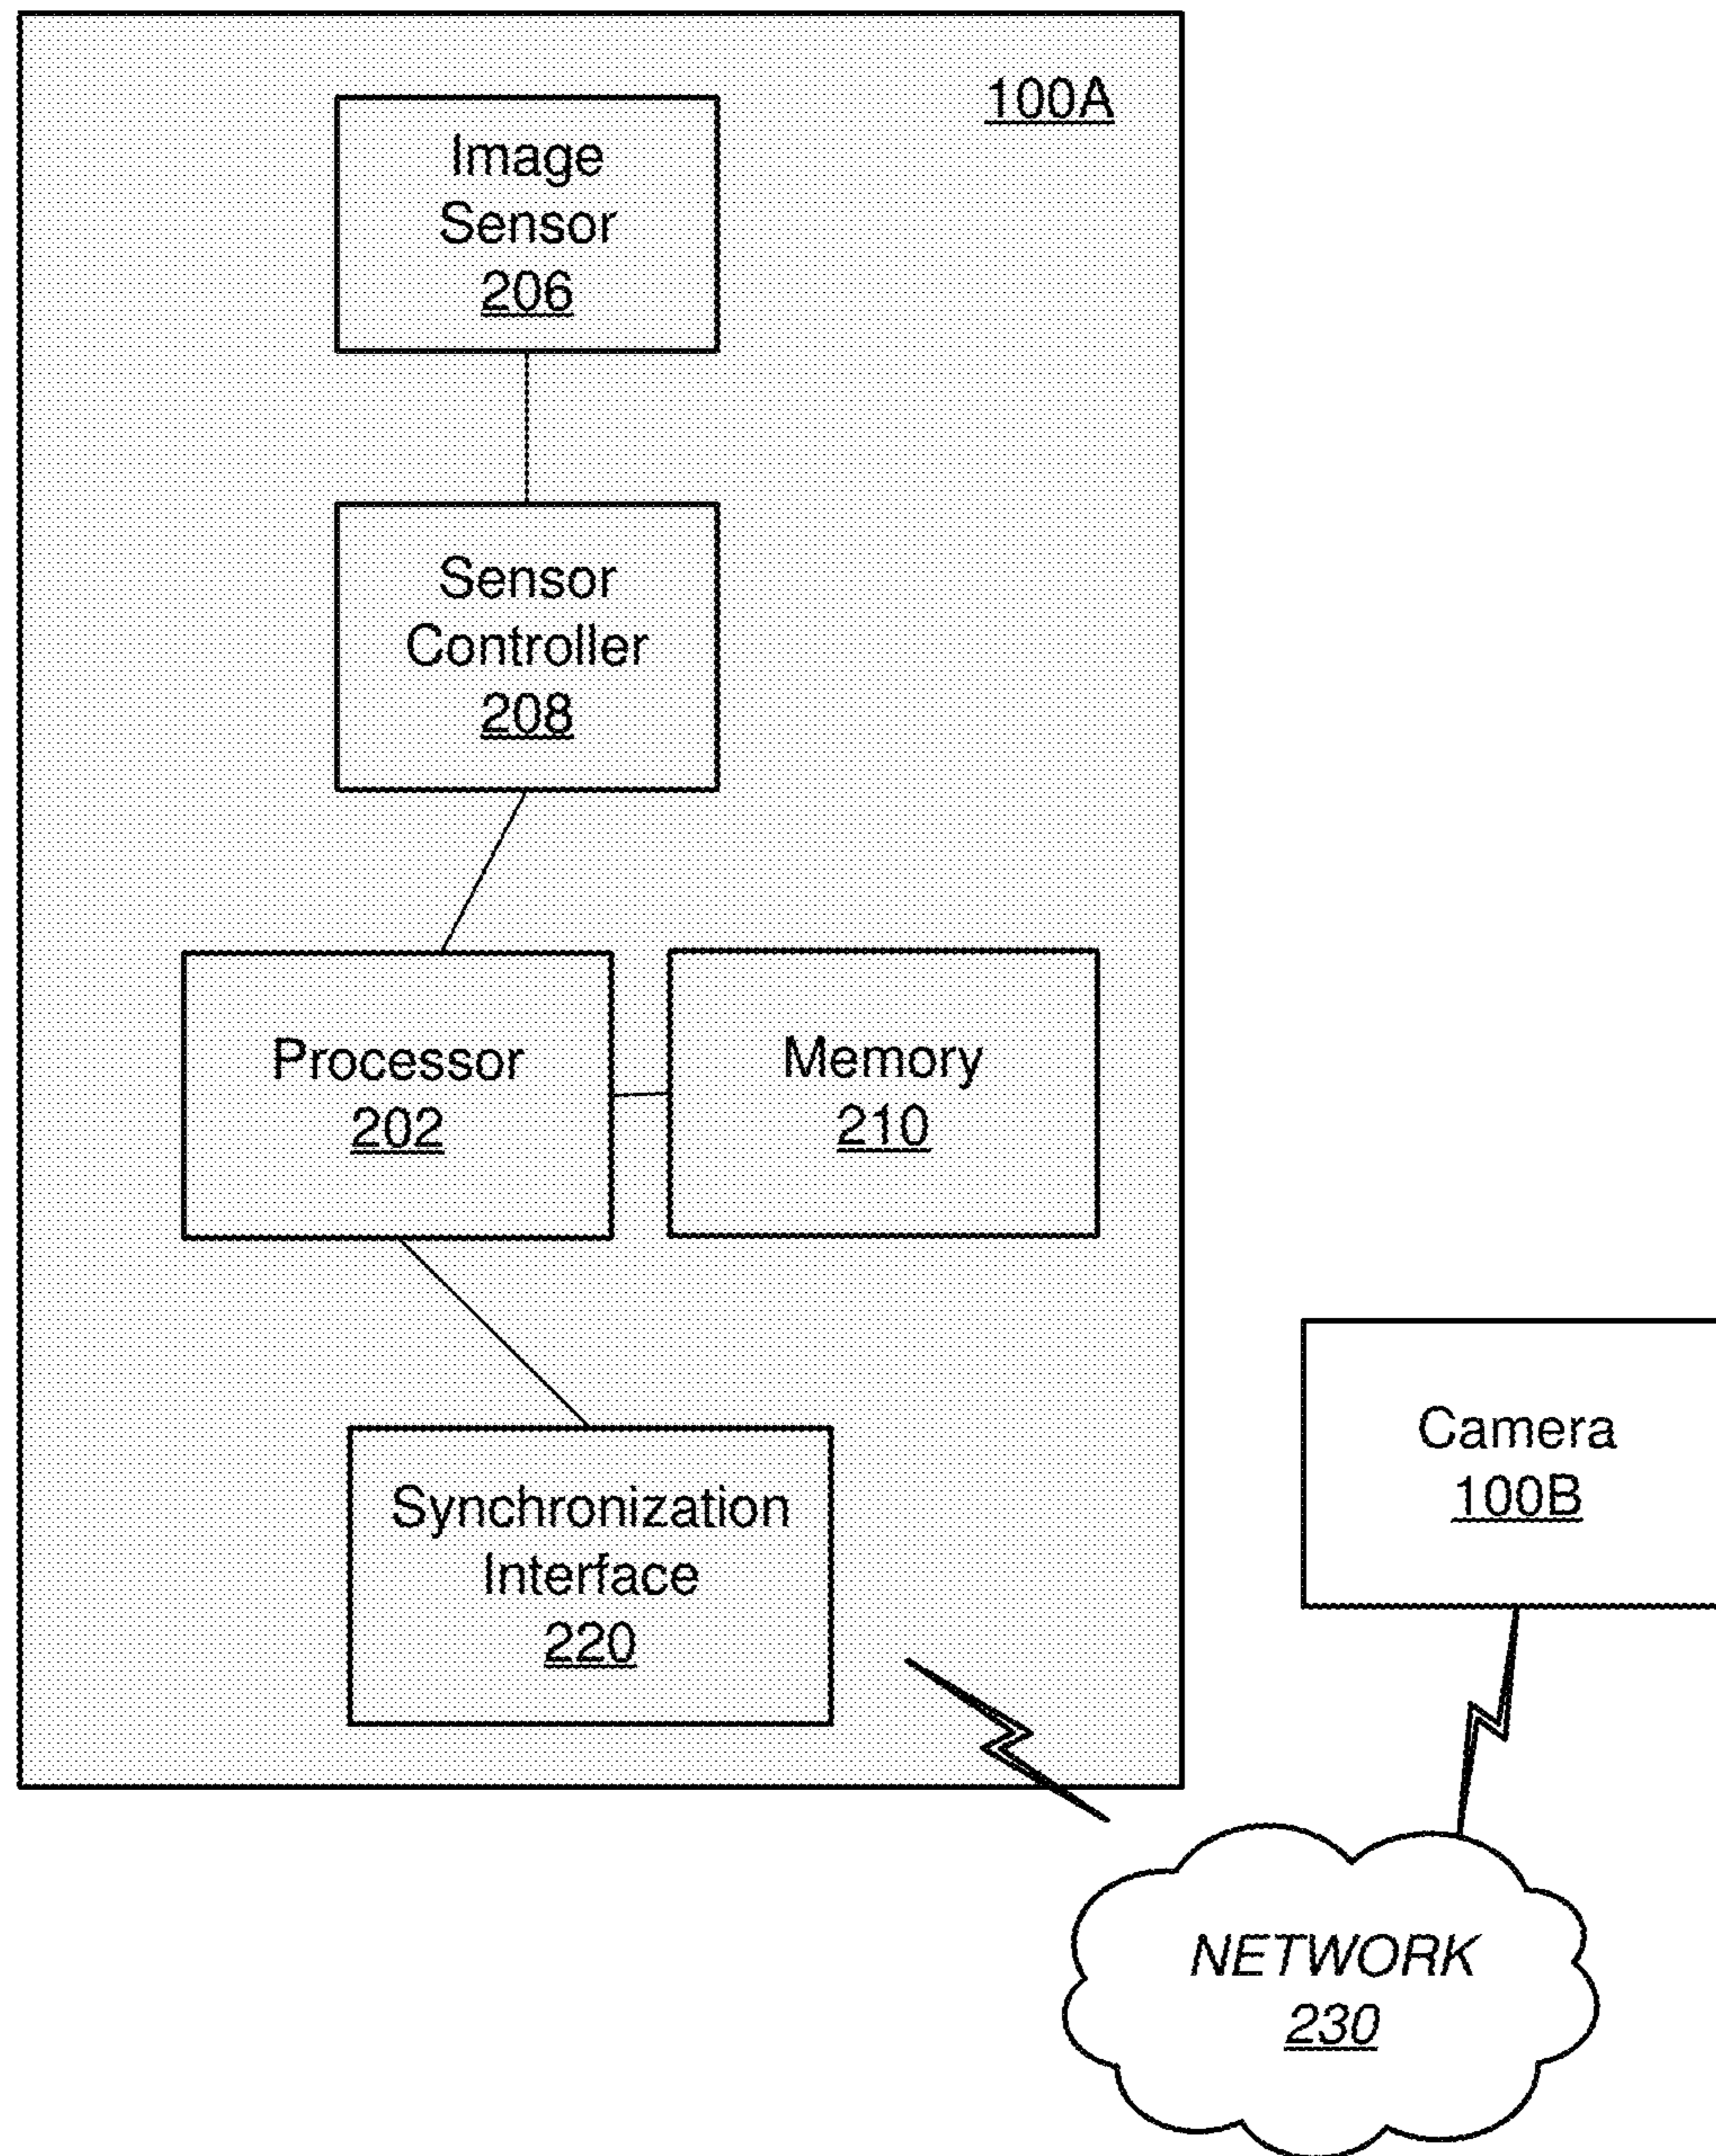 100A
Image
Sensor
206
Sensor
Controller
208
Processor
202
Memory
210
Synchronization
Interface
220
Camera
100B
NETWORK
230